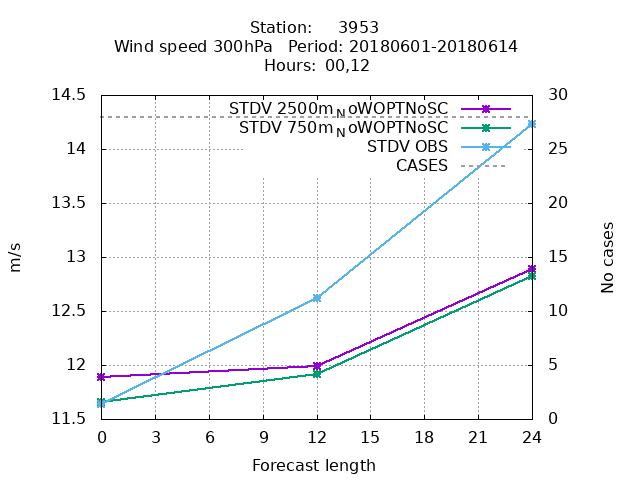 Station: 3953
Wind speed 300hPa Period: 20180601-20180614
Hours: 00,12
14.5 30
STDV 2500mNoWOPTNoSC
STDV 750mNoWOPTNoSC
STDV OBS
CASES
14 25
13.5 20
13 15
12.5 10
12 5
11.5 0
m/s
No cases
0 3 6 9 12 15 18 21 24
Forecast length